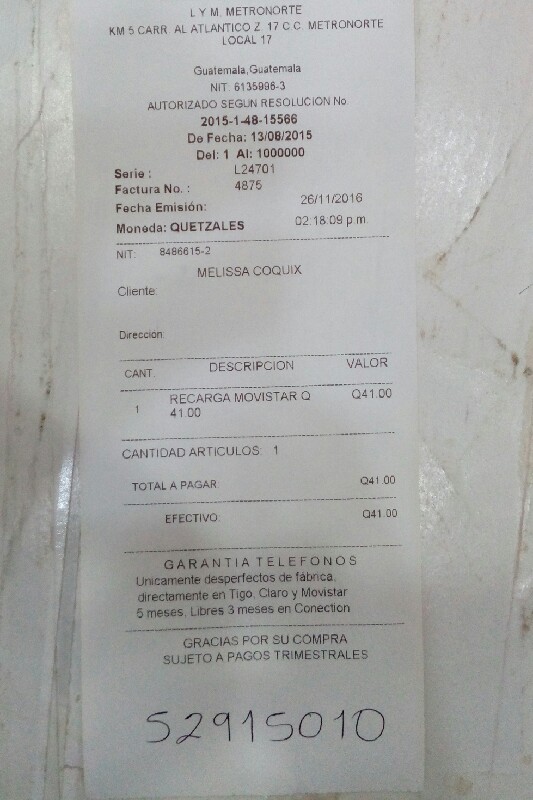 L Y M, METRONORTE
KM 5 CARR. AL ATLANTICO Z. 17 C.C. METRONORTE
LOCAL 17
Guatemala,Guatemala
NIT: 6135996-3
AUTORIZADO SEGUN RESOLUCION No.
2015-1-48-15566
De Fecha: 13/08/2015
Del: 1 Al: 1000000
Serie : L24701
Factura No. : 4875
Fecha Emisión: 26/11/2016
Moneda: QUETZALES 02:18:09 p.m.
NIT: 8486615-2
MELISSA COQUIX
Cliente:
Dirección:
CANT. DESCRIPCION VALOR
1 RECARGA MOVISTAR Q Q41.00
41.00
CANTIDAD ARTICULOS: 1
TOTAL A PAGAR: Q41.00
EFECTIVO: Q41.00
GARANTIA TELEFONOS
Unicamente desperfectos de fábrica,
directamente en Tigo, Claro y Movistar
6 meses. Libres 3 meses en Conection
GRACIAS POR SU COMPRA
SUJETO A PAGOS TRIMESTRALES
52915010